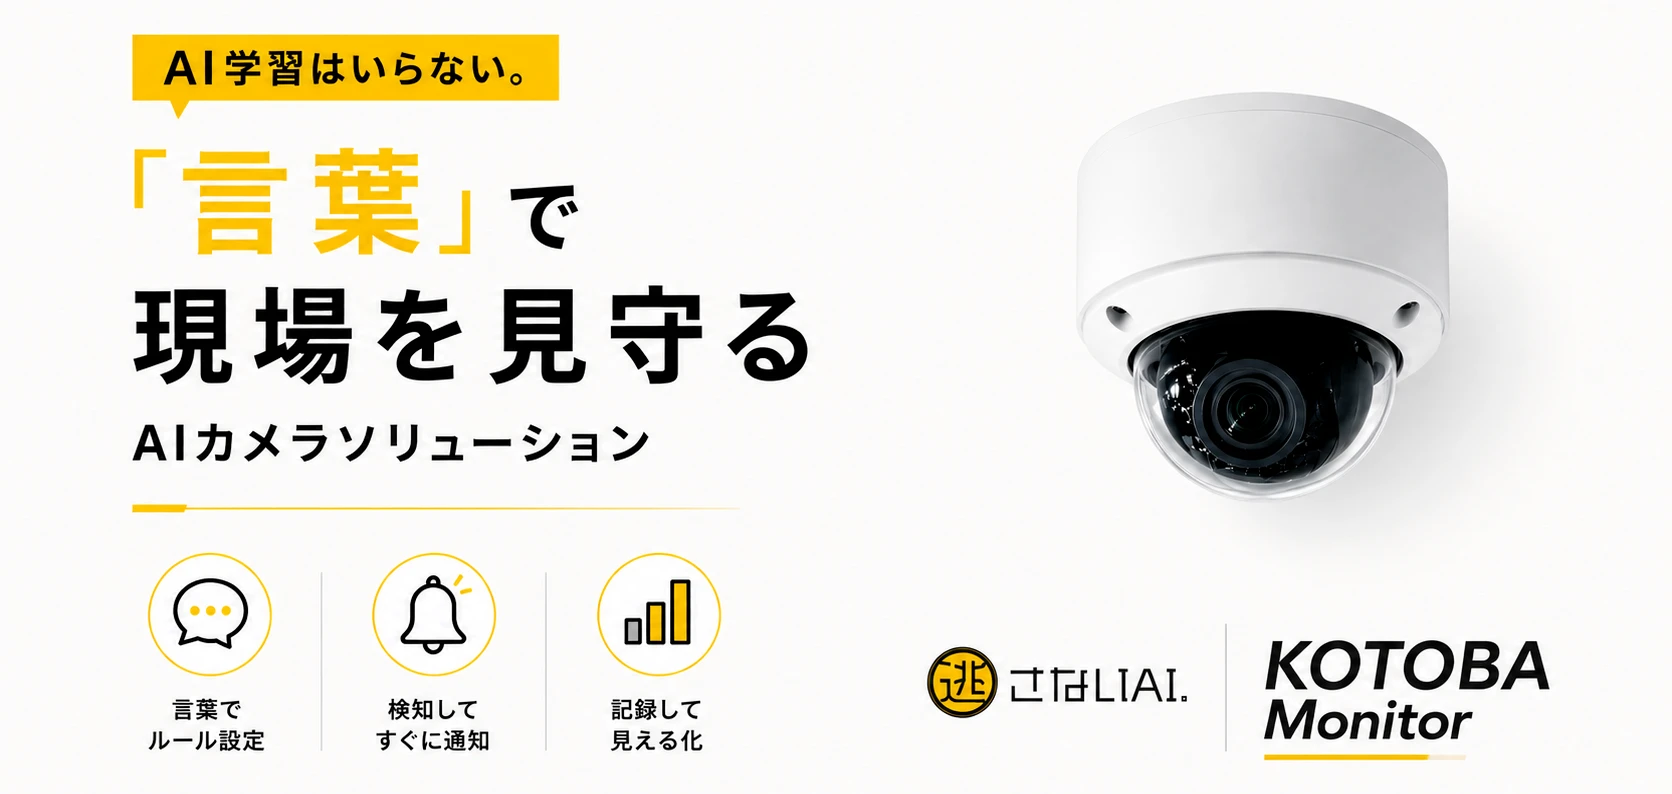 AI学習はいらない。
「言葉」で
現場を見守る
AIカメラソリューション
言葉で
ルール設定
検知して
すぐに通知
記録して
見える化
逃 さなLIAI。
KOTOBA
Monitor